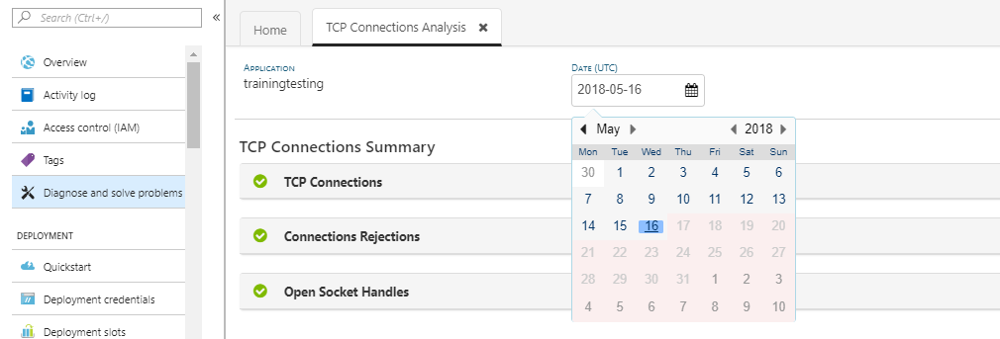 Search (Ctrl+/)
«
Overview
Activity log
Access control (IAM)
Tags
Diagnose and solve problems
DEPLOYMENT
Quickstart
Deployment credentials
Deployment slots
Home
TCP Connections Analysis ✖
APPLICATION
trainingtesting
DATE (UTC)
2018-05-16
TCP Connections Summary
TCP Connections
Connections Rejections
Open Socket Handles
May 2018
Mon Tue Wed Thu Fri Sat Sun
30 1 2 3 4 5 6
7 8 9 10 11 12 13
14 15 16 17 18 19 20
21 22 23 24 25 26 27
28 29 30 31 1 2 3
4 5 6 7 8 9 10